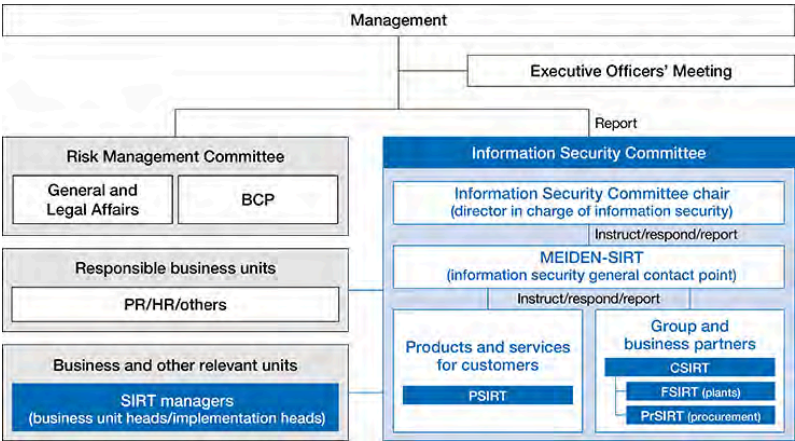 Management
Executive Officers' Meeting
Report
Risk Management Committee
General and
Legal Affairs
BCP
Responsible business units
PR/HR/others
Business and other relevant units
SIRT managers
(business unit heads/implementation heads)
Information Security Committee
Information Security Committee chair
(director in charge of information security)
Instruct/respond/report
MEIDEN-SIRT
(information security general contact point)
Instruct/respond/report
Products and services
for customers
PSIRT
Group and
business partners
CSIRT
FSIRT (plants)
PrSIRT (procurement)